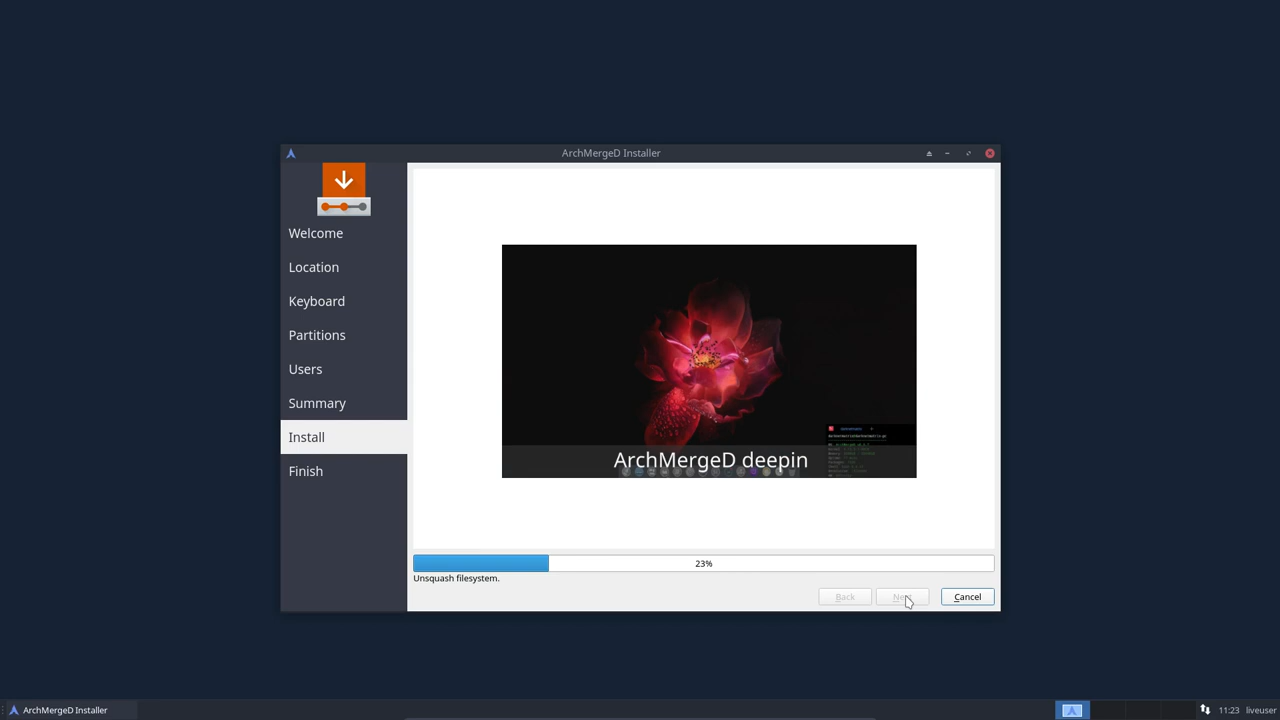 ArchMergeD Installer
Welcome
Location
Keyboard
Partitions
Users
Summary
Install
Finish
ArchMergeD deepin
23%
Unsquash filesystem.
Back
Cancel
ArchMergeD Installer
11:23
liveuser